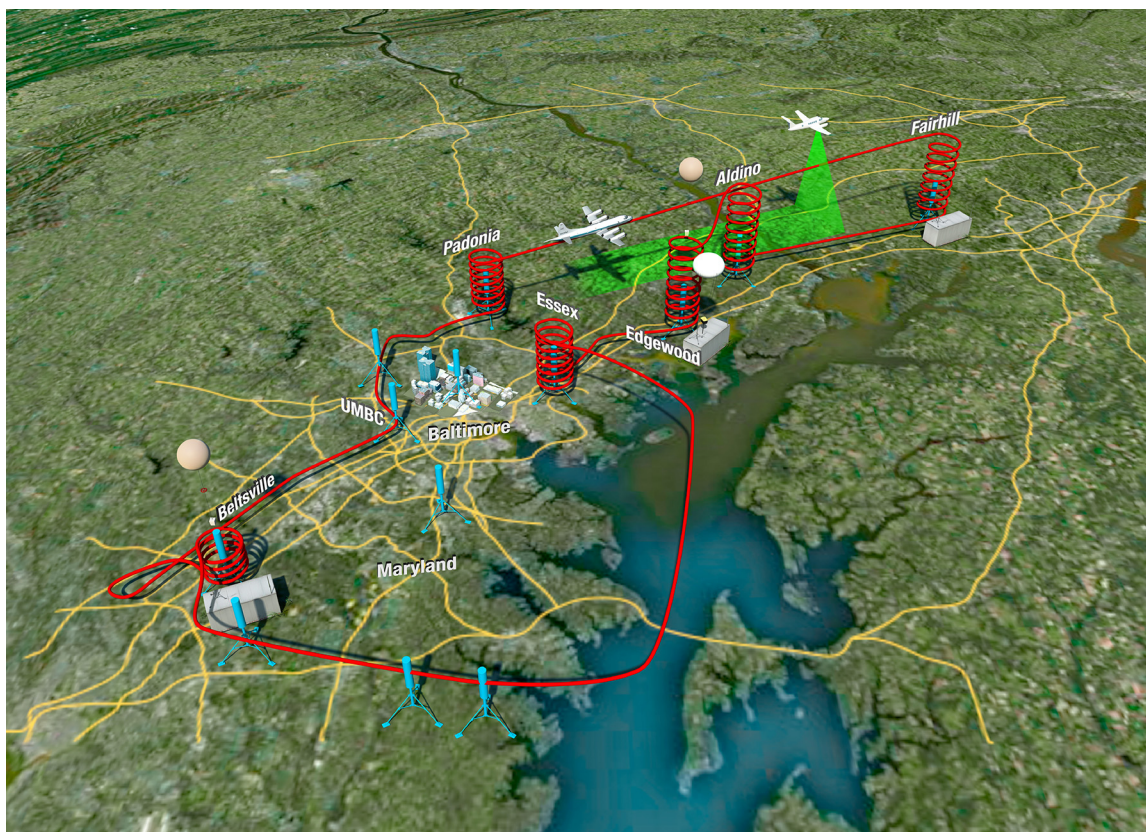 Fairhill
Aldino
Padonia
Essex
Edgewood
UMBC
Baltimore
Beltsville
Maryland